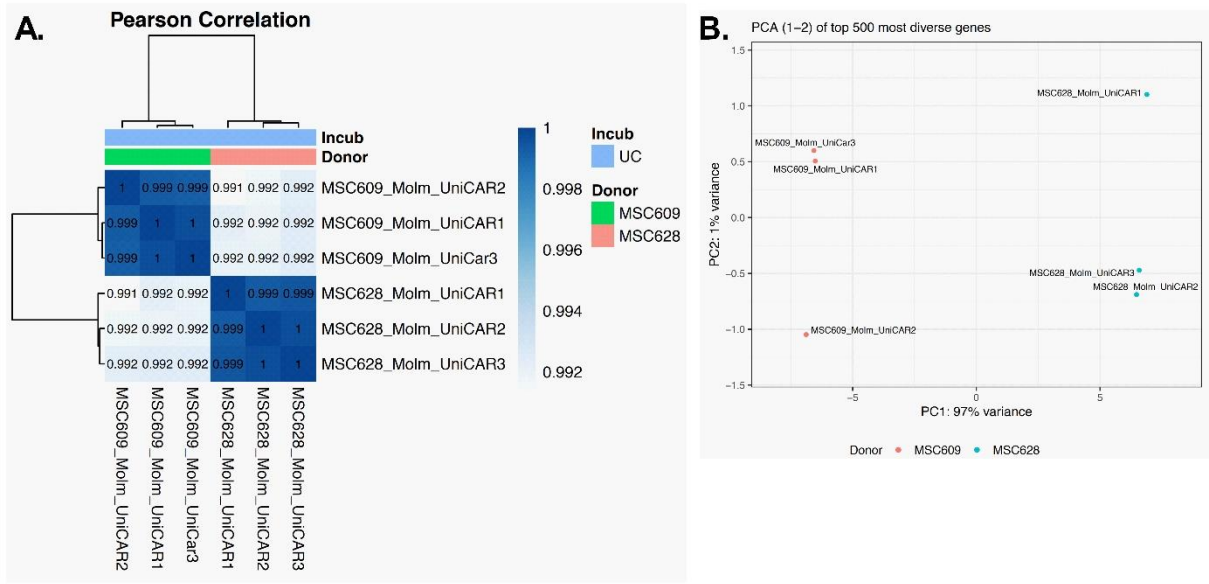 A.
Pearson Correlation
Incub
Donor
1 0.999 0.999 0.991 0.992 0.992 MSC609_Molm_UniCAR2
0.999 1 1 0.992 0.992 0.992 MSC609_Molm_UniCAR1
0.999 1 1 0.992 0.992 0.992 MSC609_Molm_UniCar3
0.991 0.992 0.992 1 0.999 0.999 MSC628_Molm_UniCAR1
0.992 0.992 0.992 0.999 1 1 MSC628_Molm_UniCAR2
0.992 0.992 0.992 0.999 1 1 MSC628_Molm_UniCAR3
MSC609_Molm_UniCAR2
MSC609_Molm_UniCAR1
MSC609_Molm_UniCar3
MSC628_Molm_UniCAR1
MSC628_Molm_UniCAR2
MSC628_Molm_UniCAR3
1
0.998
0.996
0.994
0.992
Incub
UC
Donor
MSC609
MSC628
B.
PCA (1−2) of top 500 most diverse genes
1.5
1.0
0.5
0.0
−0.5
−1.0
−1.5
PC2: 1% variance
MSC628_Molm_UniCAR1
MSC609_Molm_UniCar3
MSC609_Molm_UniCAR1
MSC628_Molm_UniCAR3
MSC628_Molm_UniCAR2
MSC609_Molm_UniCAR2
−5 0 5
PC1: 97% variance
Donor MSC609 MSC628